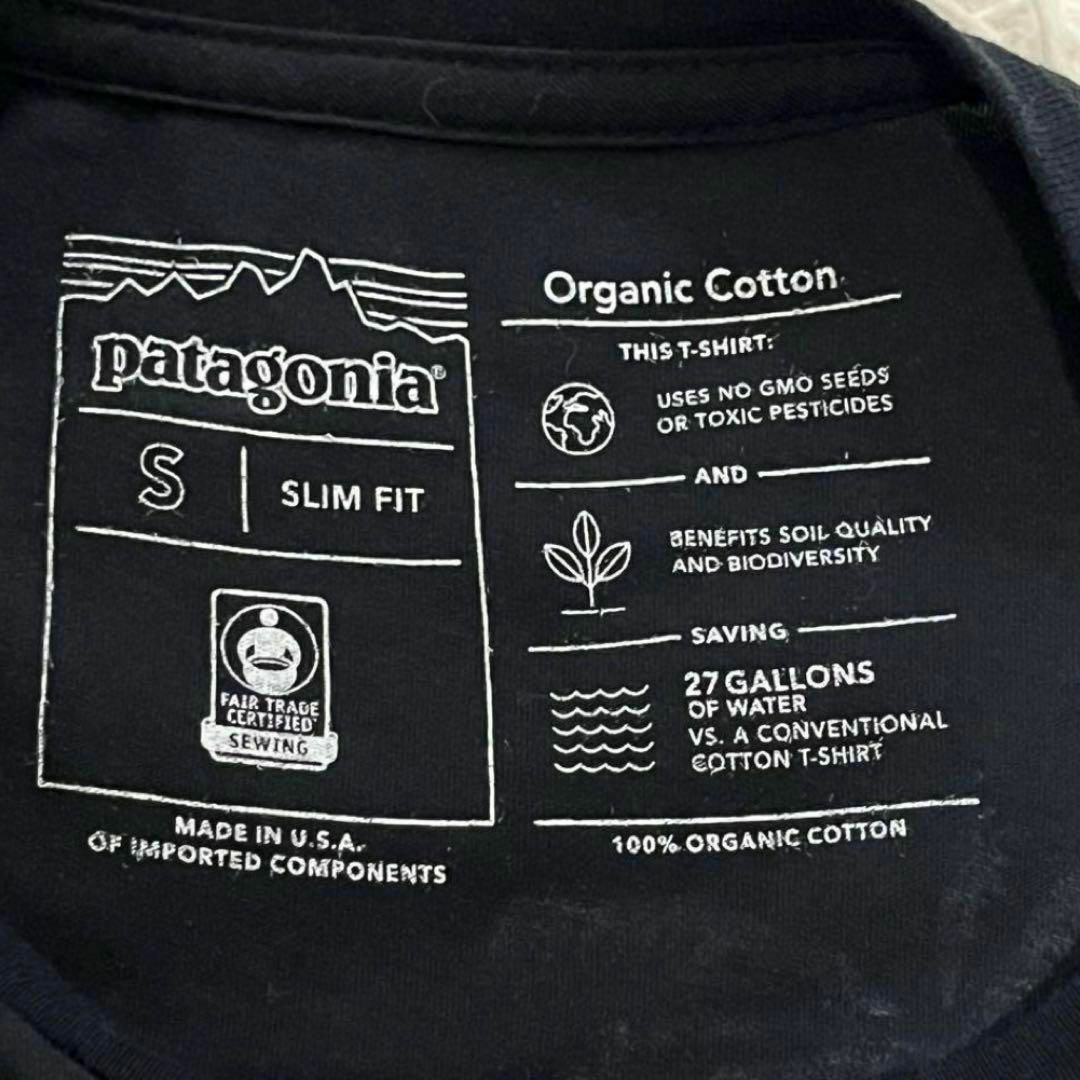 patagonia®
S | SLIM FIT
FAIR TRADE
CERTIFIED
SEWING
MADE IN U.S.A.
OF IMPORTED COMPONENTS
Organic Cotton
THIS T-SHIRT:
USES NO GMO SEEDS
OR TOXIC PESTICIDES
AND
BENEFITS SOIL QUALITY
AND BIODIVERSITY
SAVING
27 GALLONS
OF WATER
VS. A CONVENTIONAL
COTTON T-SHIRT
100% ORGANIC COTTON